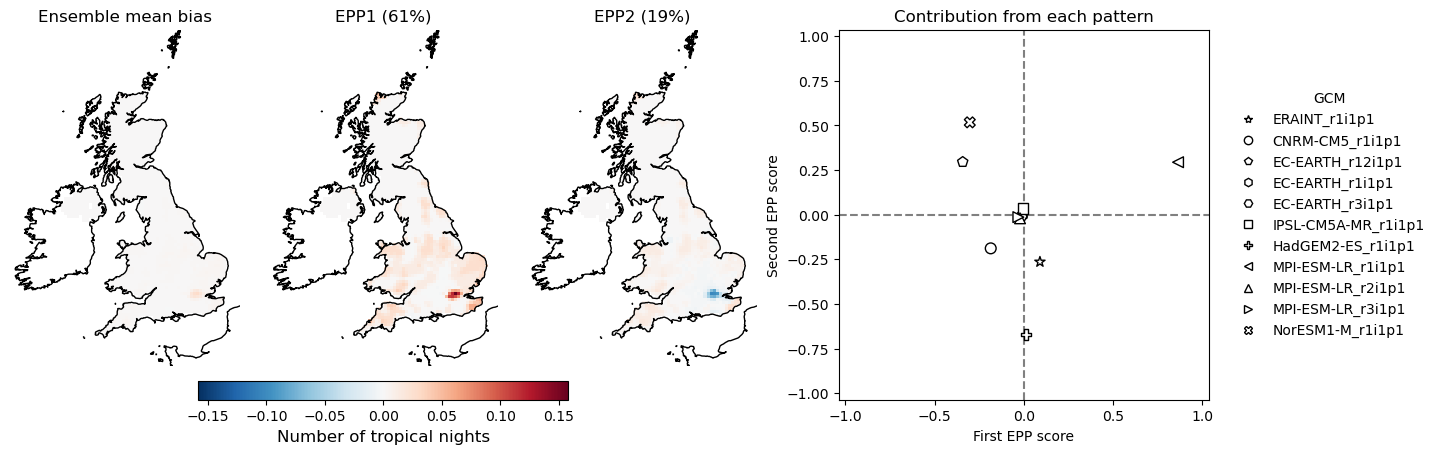 Ensemble mean bias
EPP1 (61%)
EPP2 (19%)
−0.15 −0.10 −0.05 0.00 0.05 0.10 0.15
Number of tropical nights
Contribution from each pattern
1.00
0.75
0.50
0.25
0.00
−0.25
−0.50
−0.75
−1.00
Second EPP score
−1.0 −0.5 0.0 0.5 1.0
First EPP score
GCM
ERAINT_r1i1p1
CNRM-CM5_r1i1p1
EC-EARTH_r12i1p1
EC-EARTH_r1i1p1
EC-EARTH_r3i1p1
IPSL-CM5A-MR_r1i1p1
HadGEM2-ES_r1i1p1
MPI-ESM-LR_r1i1p1
MPI-ESM-LR_r2i1p1
MPI-ESM-LR_r3i1p1
NorESM1-M_r1i1p1